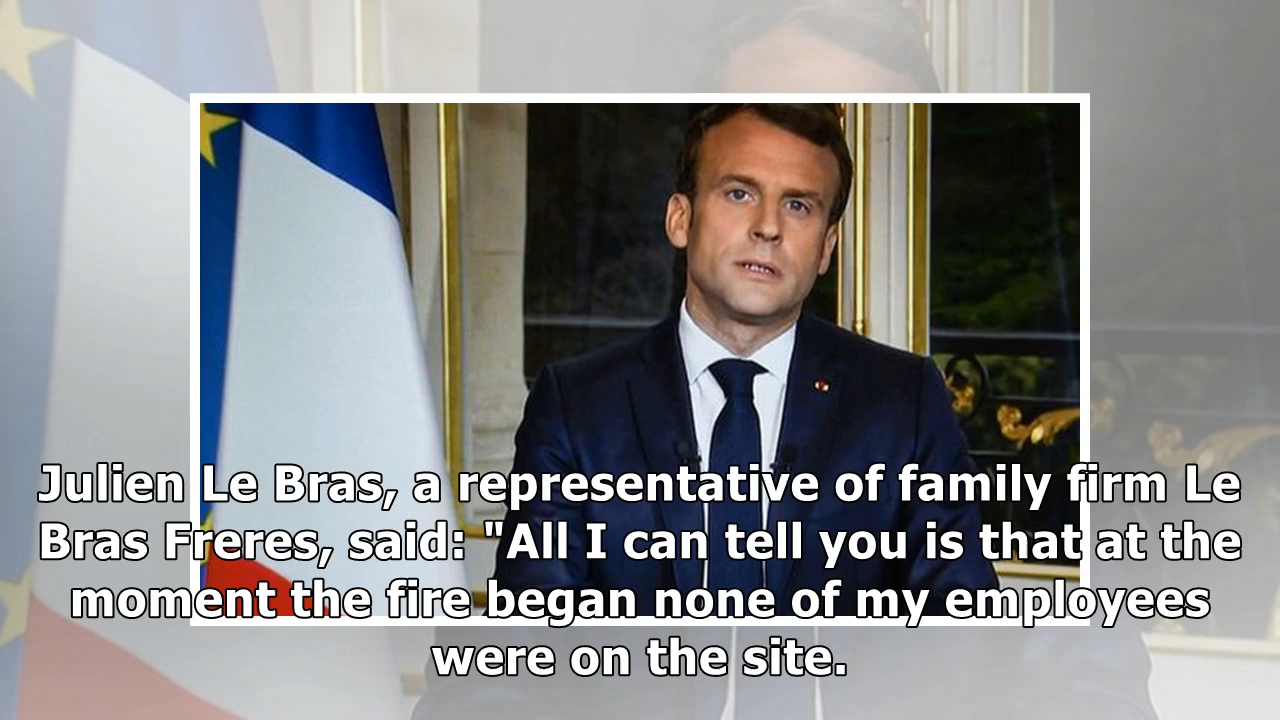 Julien Le Bras, a representative of family firm Le
Bras Freres, said: "All I can tell you is that at the
moment the fire began none of my employees
were on the site.